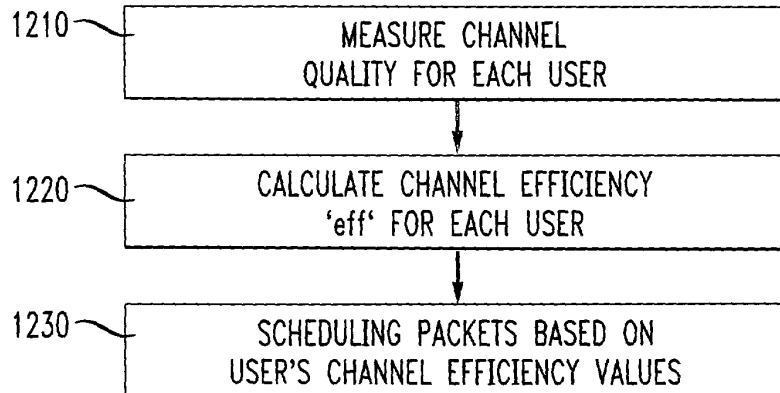 1210
MEASURE CHANNEL
QUALITY FOR EACH USER
1220
CALCULATE CHANNEL EFFICIENCY
‘eff‘ FOR EACH USER
1230
SCHEDULING PACKETS BASED ON
USER'S CHANNEL EFFICIENCY VALUES